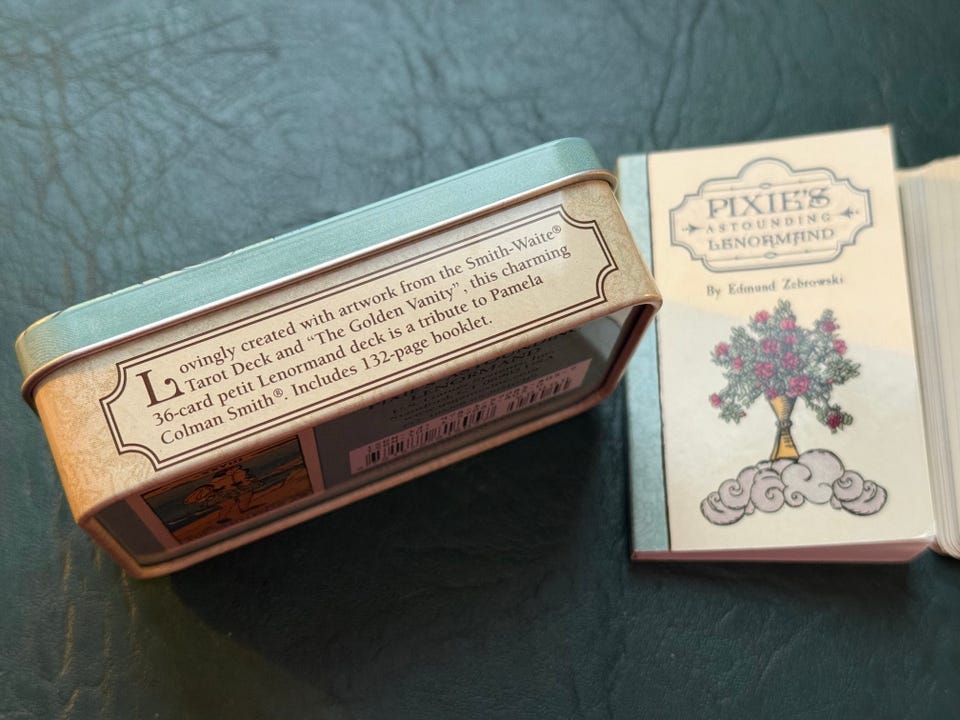 Lovingly created with artwork from the Smith-Waite®
Tarot Deck and "The Golden Vanity" , this charming
36-card petit Lenormand deck is a tribute to Pamela
Colman Smith®. Includes 132-page booklet.
PIXIE'S
ASTOUNDING
LENORMAND
By Edmund Zebrowski
LENORMAND